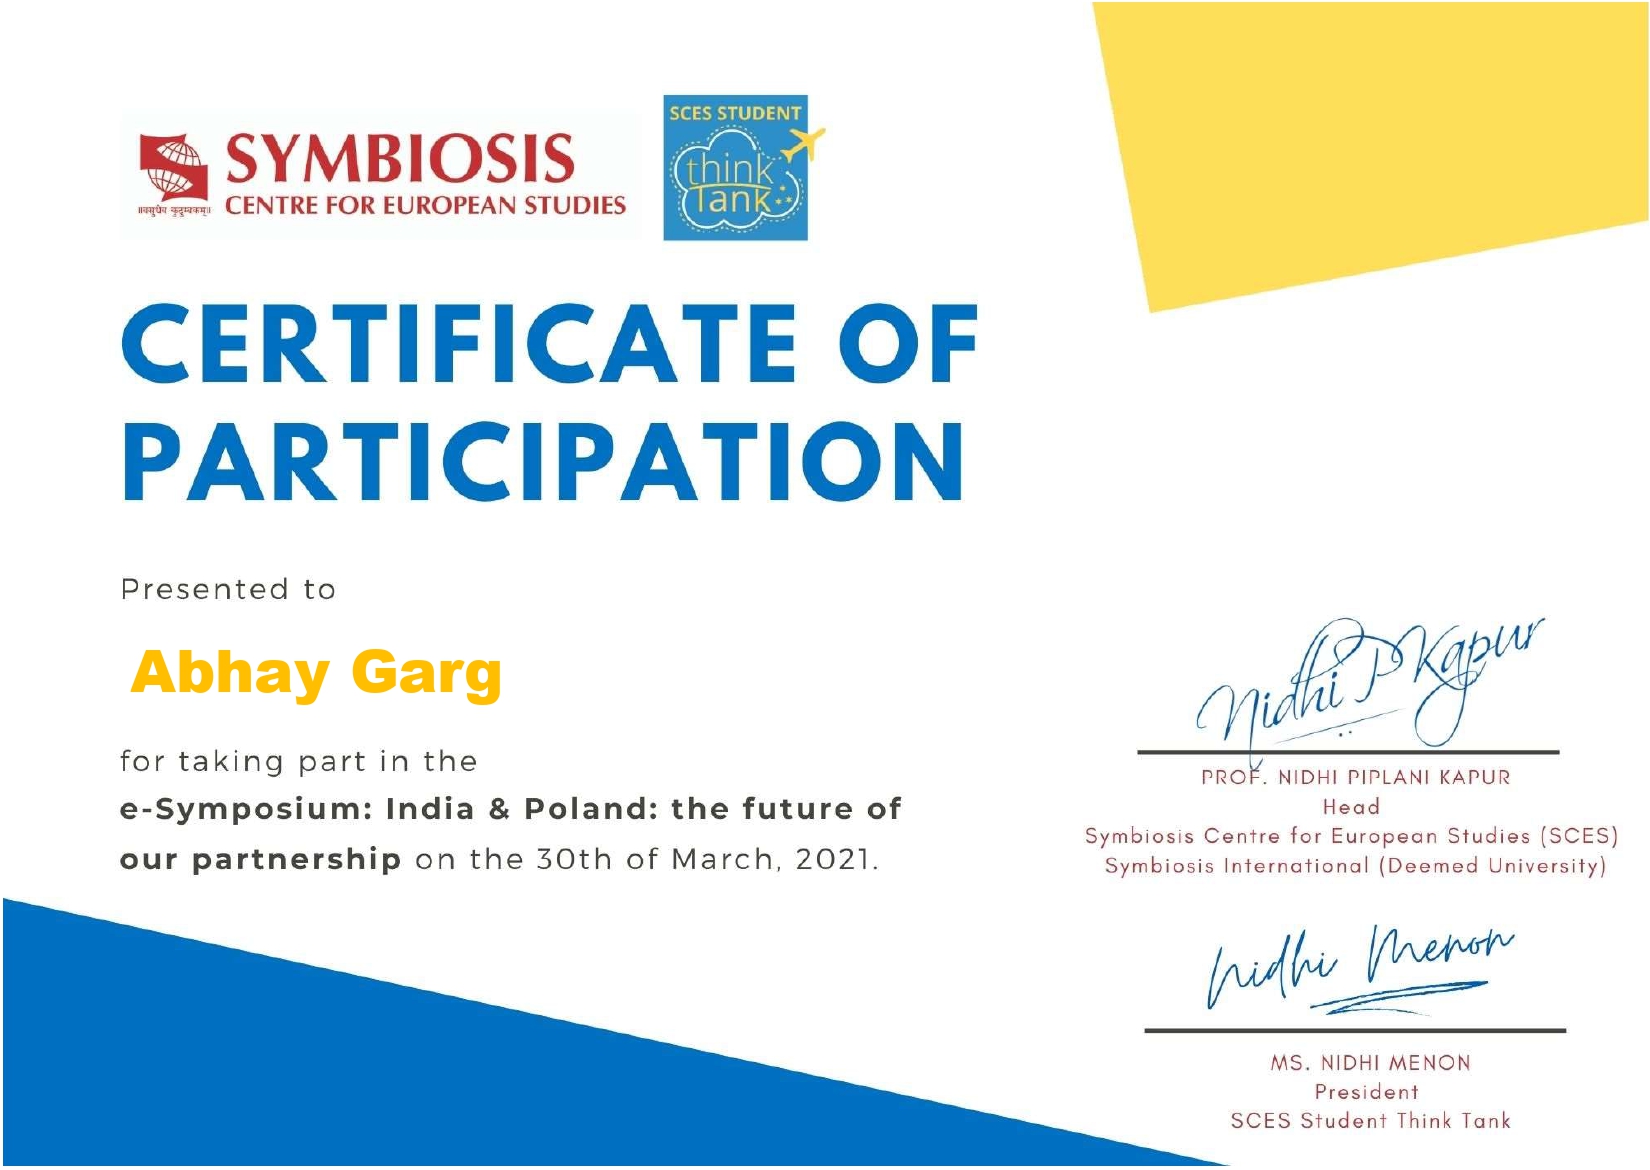 SYMBIOSIS
CENTRE FOR EUROPEAN STUDIES
॥वसुधैव कुटुम्बकम्॥
SCES STUDENT
think
Tank
CERTIFICATE OF
PARTICIPATION
Presented to
Abhay Garg
for taking part in the
e-Symposium: India & Poland: the future of
our partnership on the 30th of March, 2021.
Nidhi P Kapur
PROF. NIDHI PIPLANI KAPUR
Head
Symbiosis Centre for European Studies (SCES)
Symbiosis International (Deemed University)
Nidhi Menon
MS. NIDHI MENON
President
SCES Student Think Tank